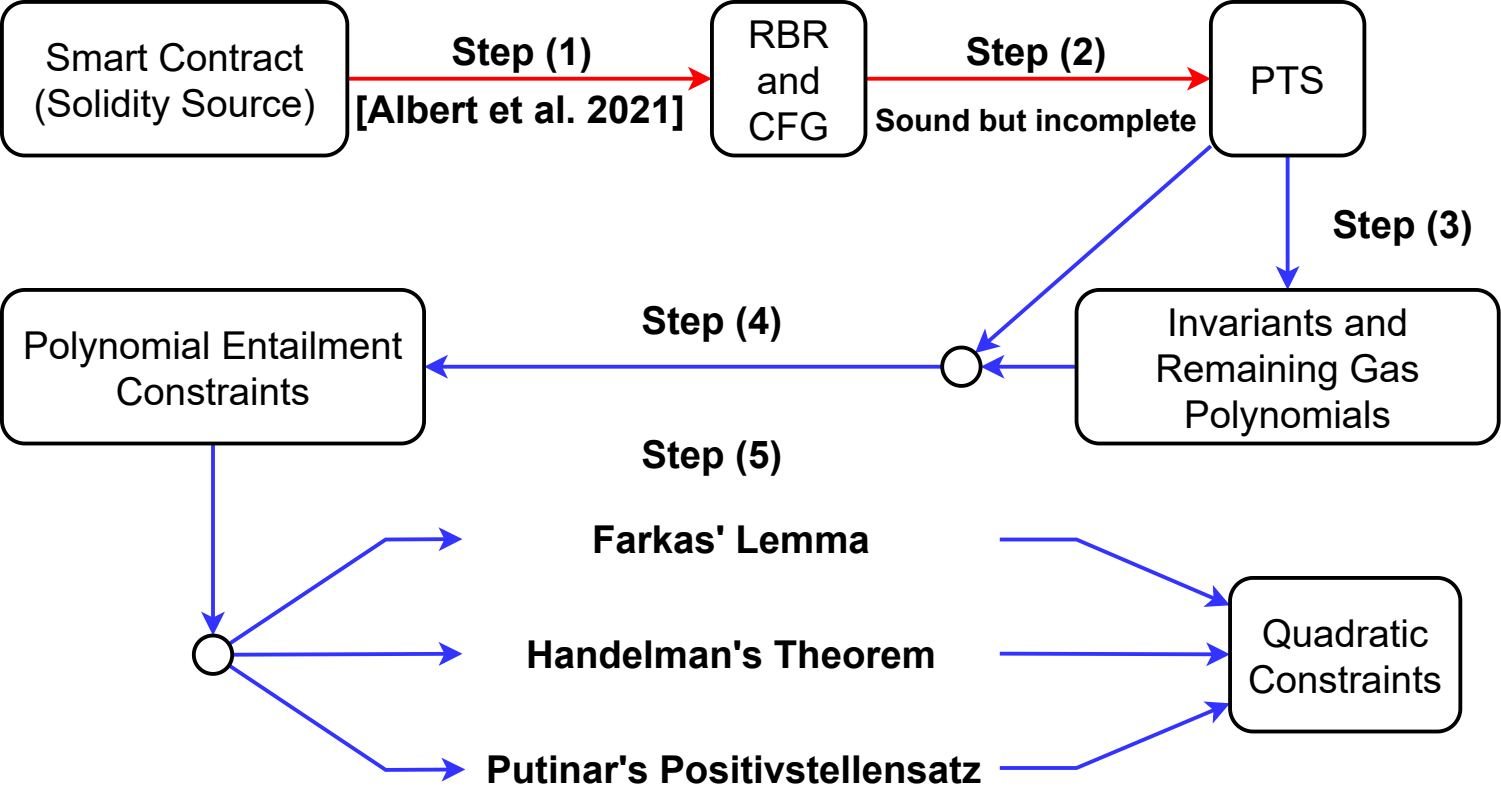 Smart Contract
(Solidity Source)
Step (1)
[Albert et al. 2021]
RBR
and
CFG
Step (2)
Sound but incomplete
PTS
Step (3)
Invariants and
Remaining Gas
Polynomials
Step (4)
Polynomial Entailment
Constraints
Step (5)
Farkas' Lemma
Handelman's Theorem
Putinar's Positivstellensatz
Quadratic
Constraints